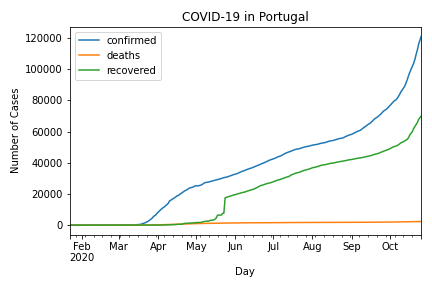 COVID-19 in Portugal
confirmed
deaths
recovered
Number of Cases
120000
100000
80000
60000
40000
20000
0
Feb Mar Apr May Jun Jul Aug Sep Oct
2020
Day